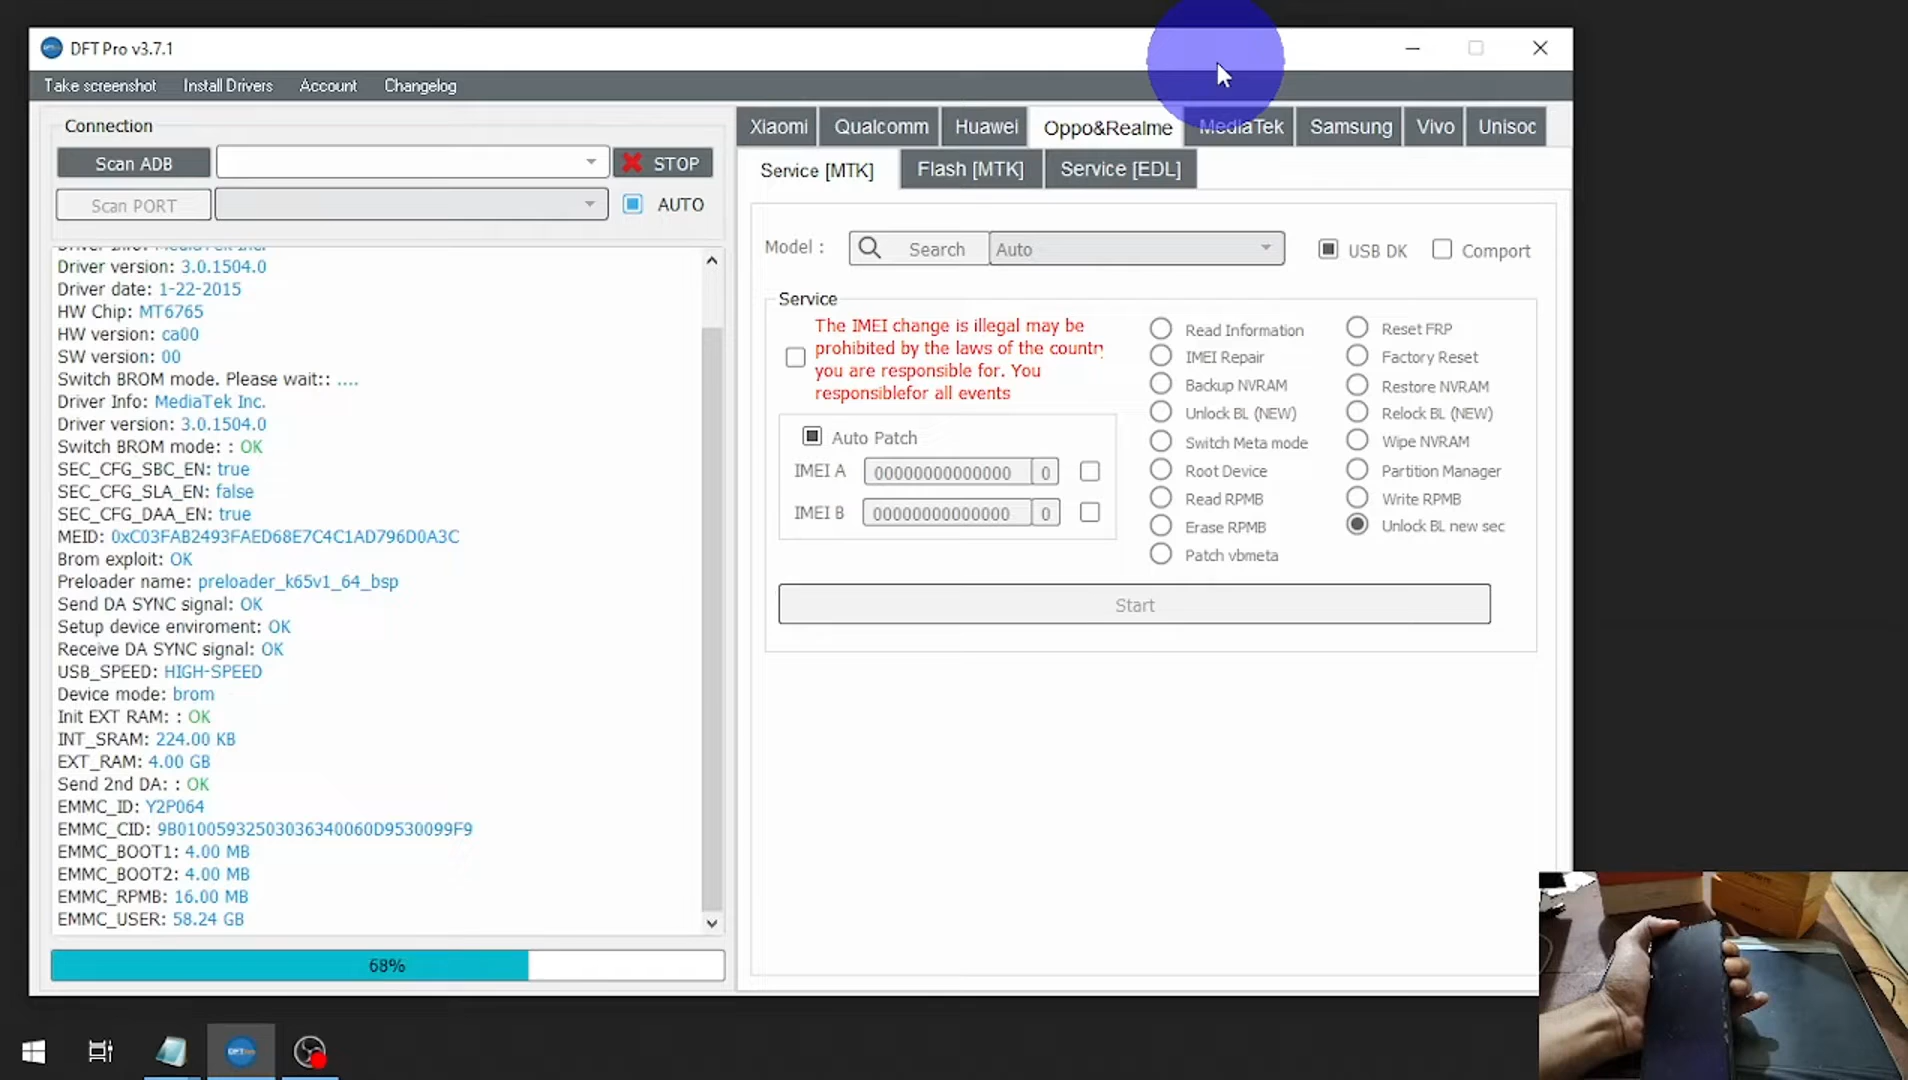 DFT Pro v3.7.1
Take screenshot Install Drivers Account Changelog
Connection
Scan ADB STOP
Scan PORT AUTO
Driver Info: MediaTek Inc.
Driver version: 3.0.1504.0
Driver date: 1-22-2015
HW Chip: MT6765
HW version: ca00
SW version: 00
Switch BROM mode. Please wait:: ....
Driver Info: MediaTek Inc.
Driver version: 3.0.1504.0
Switch BROM mode: : OK
SEC_CFG_SBC_EN: true
SEC_CFG_SLA_EN: false
SEC_CFG_DAA_EN: true
MEID: 0xC03FAB2493FAED68E7C4C1AD796D0A3C
Brom exploit: OK
Preloader name: preloader_k65v1_64_bsp
Send DA SYNC signal: OK
Setup device enviroment: OK
Receive DA SYNC signal: OK
USB_SPEED: HIGH-SPEED
Device mode: brom
Init EXT RAM: : OK
INT_SRAM: 224.00 KB
EXT_RAM: 4.00 GB
Send 2nd DA: : OK
EMMC_ID: Y2P064
EMMC_CID: 9B01005932503036340060D9530099F9
EMMC_BOOT1: 4.00 MB
EMMC_BOOT2: 4.00 MB
EMMC_RPMB: 16.00 MB
EMMC_USER: 58.24 GB
68%
Xiaomi Qualcomm Huawei Oppo&Realme MediaTek Samsung Vivo Unisoc
Service [MTK] Flash [MTK] Service [EDL]
Model : Search Auto USB DK Comport
Service
The IMEI change is illegal may be
prohibited by the laws of the country
you are responsible for. You
responsiblefor all events
Auto Patch
IMEI A 00000000000000 0
IMEI B 00000000000000 0
Read Information Reset FRP
IMEI Repair Factory Reset
Backup NVRAM Restore NVRAM
Unlock BL (NEW) Relock BL (NEW)
Switch Meta mode Wipe NVRAM
Root Device Partition Manager
Read RPMB Write RPMB
Erase RPMB Unlock BL new sec
Patch vbmeta
Start